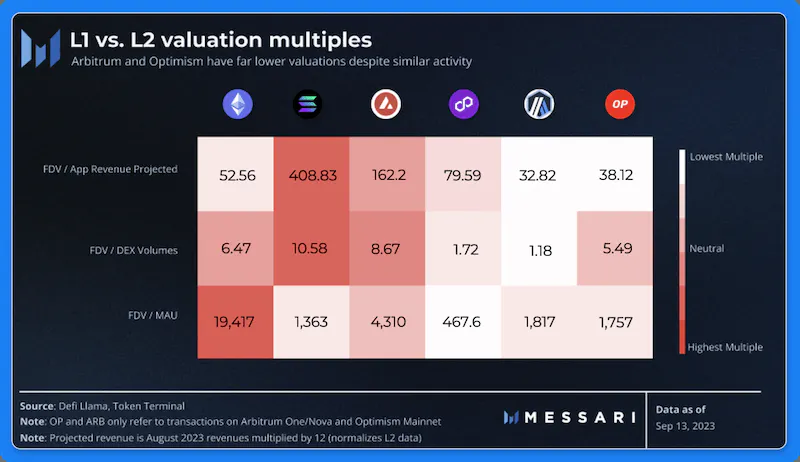 L1 vs. L2 valuation multiples
Arbitrum and Optimism have far lower valuations despite similar activity
OP
FDV / App Revenue Projected
52.56
408.83
162.2
79.59
32.82
38.12
Lowest Multiple
FDV / DEX Volumes
6.47
10.58
8.67
1.72
1.18
5.49
Neutral
FDV / MAU
19,417
1,363
4,310
467.6
1,817
1,757
Highest Multiple
Source: Defi Llama, Token Terminal
Note: OP and ARB only refer to transactions on Arbitrum One/Nova and Optimism Mainnet
Note: Projected revenue is August 2023 revenues multiplied by 12 (normalizes L2 data)
MESSARI
Data as of
Sep 13, 2023